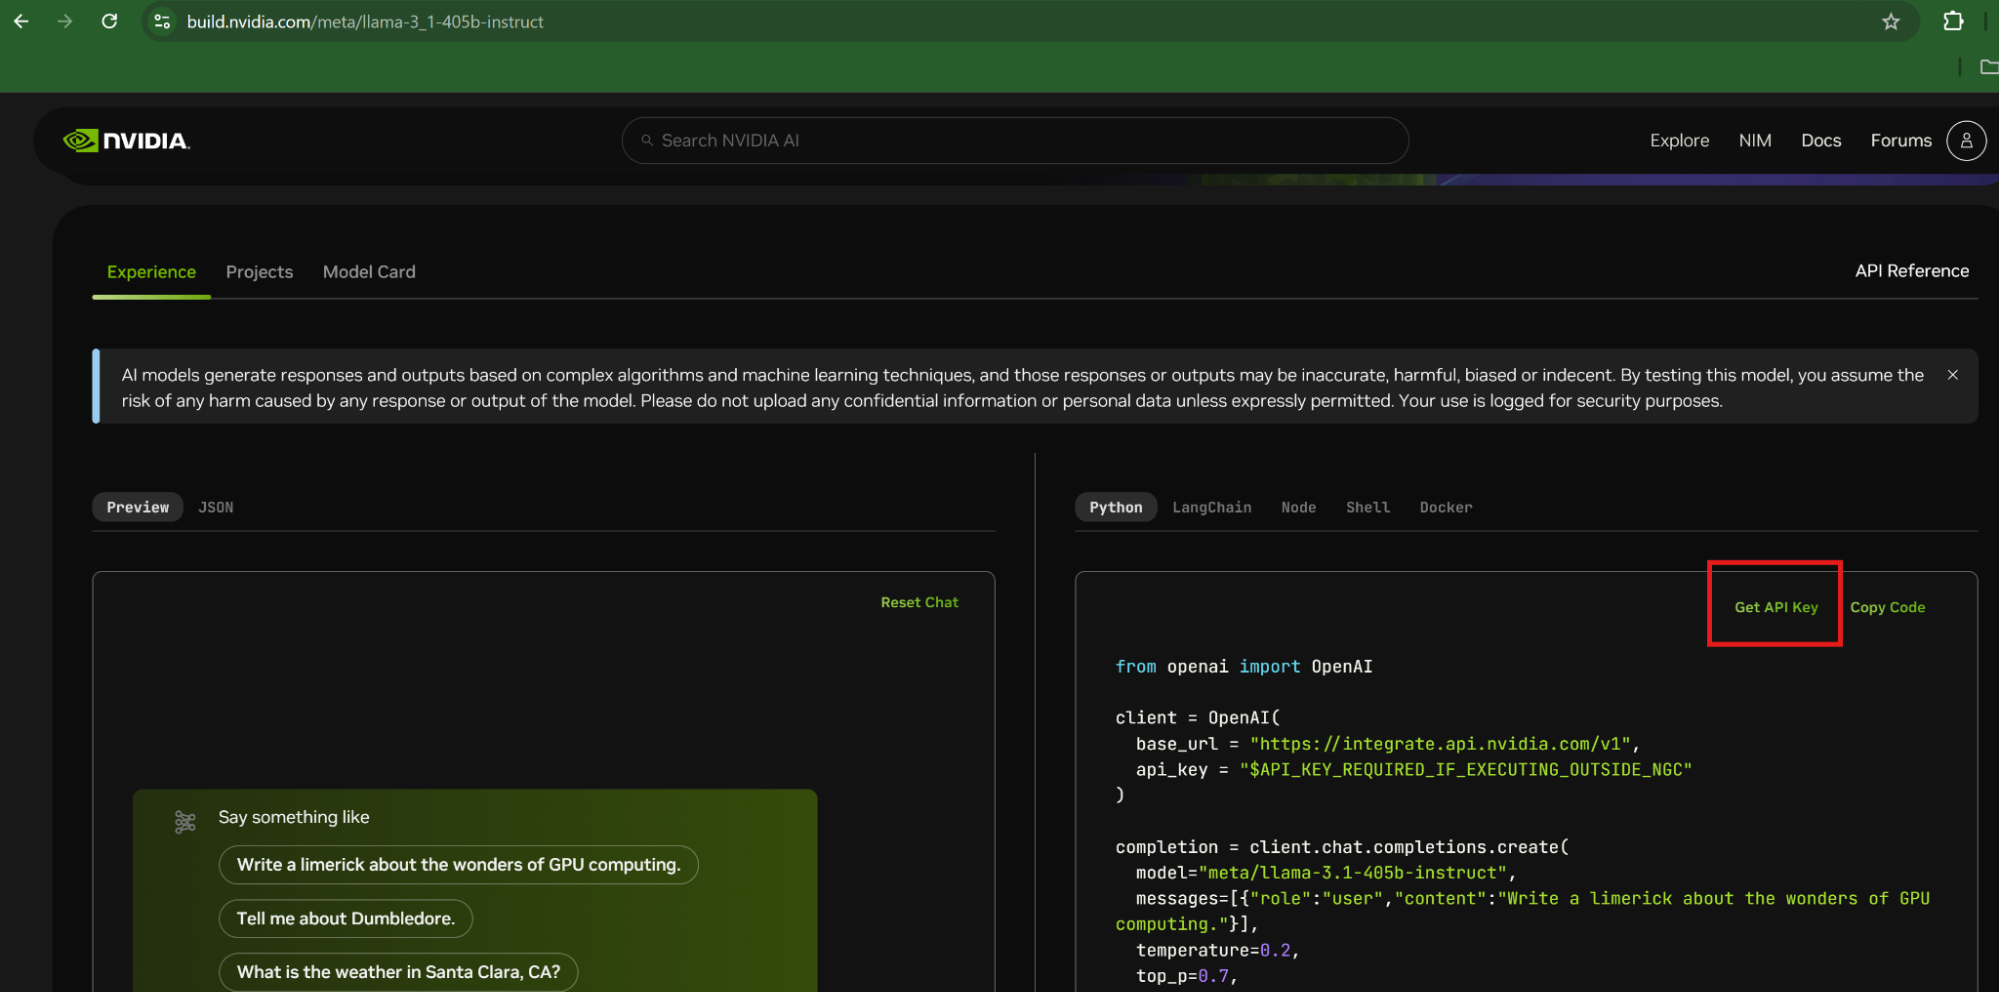 build.nvidia.com/meta/llama-3_1-405b-instruct
NVIDIA.
Search NVIDIA AI
Explore
NIM
Docs
Forums
Experience
Projects
Model Card
API Reference
AI models generate responses and outputs based on complex algorithms and machine learning techniques, and those responses or outputs may be inaccurate, harmful, biased or indecent. By testing this model, you assume the
risk of any harm caused by any response or output of the model. Please do not upload any confidential information or personal data unless expressly permitted. Your use is logged for security purposes.
Preview
JSON
Reset Chat
Say something like
Write a limerick about the wonders of GPU computing.
Tell me about Dumbledore.
What is the weather in Santa Clara, CA?
Python
LangChain
Node
Shell
Docker
Get API Key
Copy Code
from openai import OpenAI
client = OpenAI(
base_url = "https://integrate.api.nvidia.com/v1",
api_key = "$API_KEY_REQUIRED_IF_EXECUTING_OUTSIDE_NGC"
)
completion = client.chat.completions.create(
model="meta/llama-3.1-405b-instruct",
messages=[{"role":"user","content":"Write a limerick about the wonders of GPU
computing."}],
temperature=0.2,
top_p=0.7,